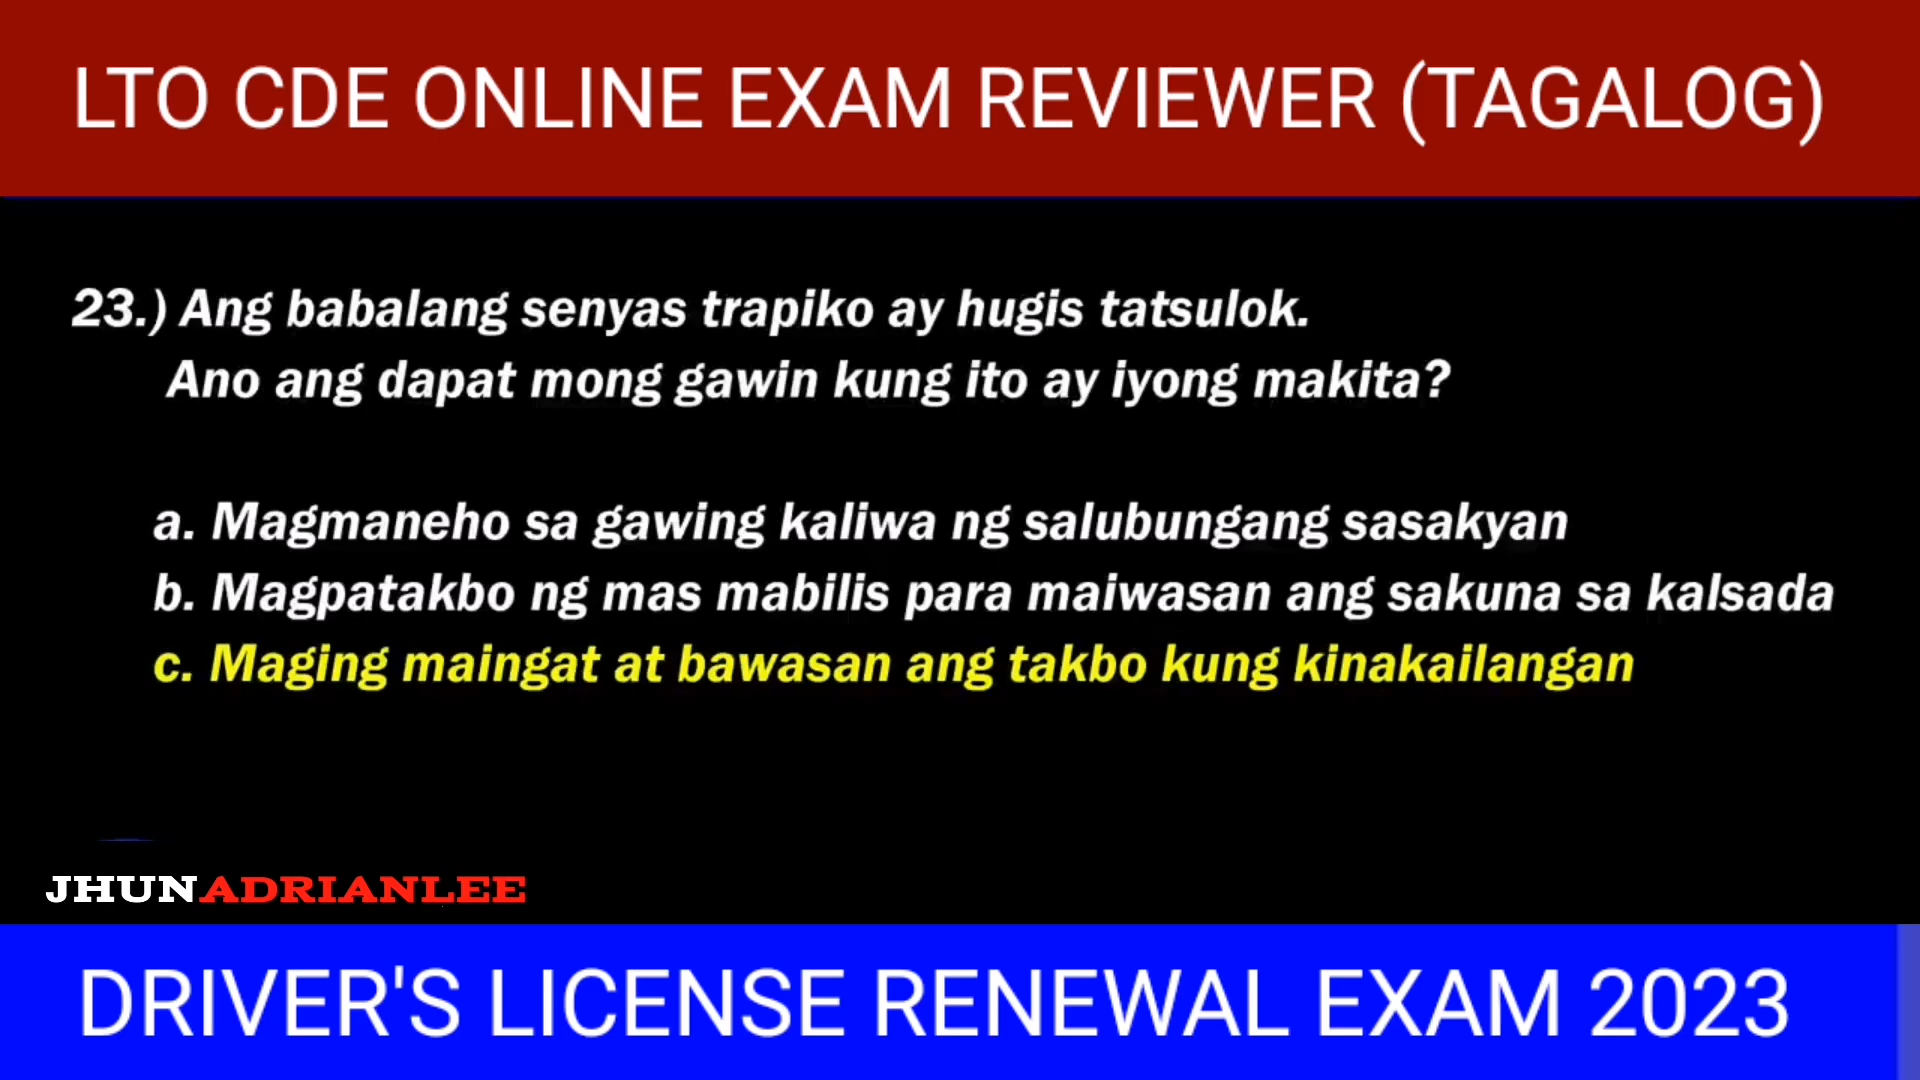 LTO CDE ONLINE EXAM REVIEWER (TAGALOG)
23.) Ang babalang senyas trapiko ay hugis tatsulok.
Ano ang dapat mong gawin kung ito ay iyong makita?
a. Magmaneho sa gawing kaliwa ng salubungang sasakyan
b. Magpatakbo ng mas mabilis para maiwasan ang sakuna sa kalsada
c. Maging maingat at bawasan ang takbo kung kinakailangan
JHUNADRIANLEE
DRIVER'S LICENSE RENEWAL EXAM 2023